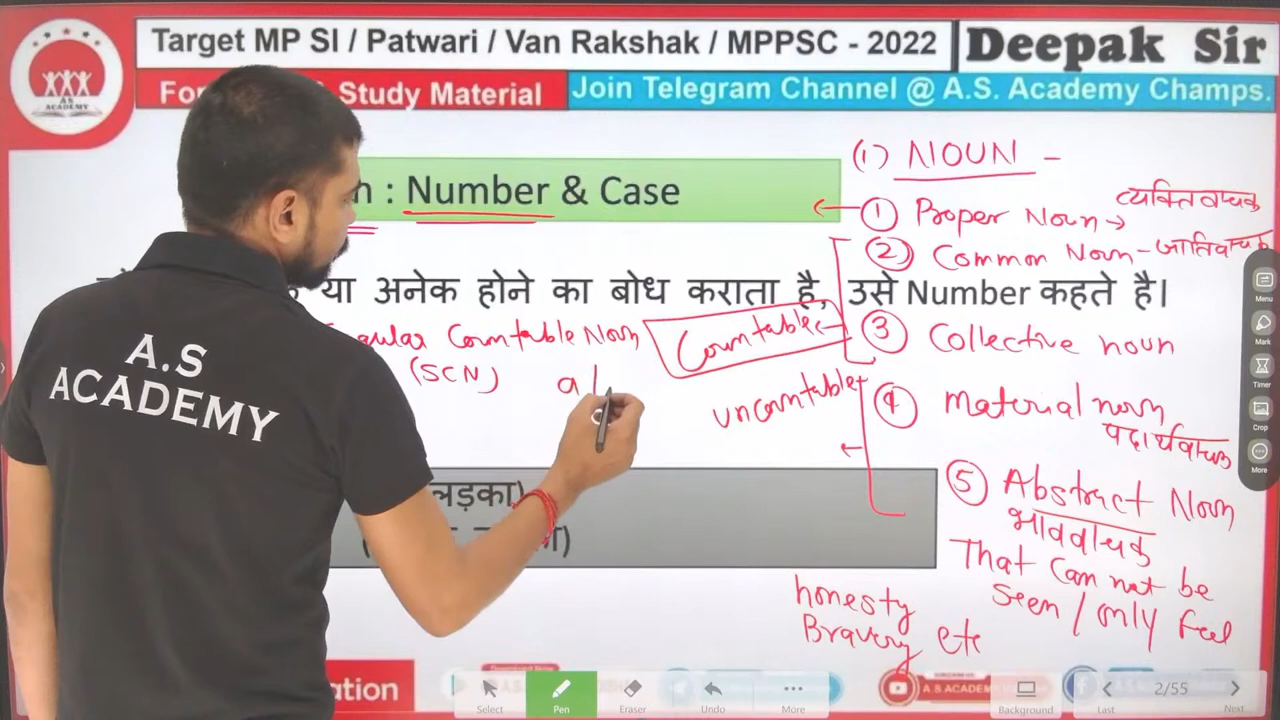 Target MP SI / Patwari / Van Rakshak / MPPSC - 2022
Deepak Sir
Study Material
Join Telegram Channel @ A.S. Academy Champs.
A S
ACADEMY
: Number & Case
(1) NOUN -
① Proper Noun → व्यक्तिवाचक
② Common Noun - जातिवाचक
या अनेक होने का बोध कराता है, उसे Number कहते है।
Countable Noun
(SCN)
a
Countable
③ Collective noun
uncountable
④ material noun
पदार्थवाचक
लड़का)
⑤ Abstract Noun
भाववाचक
That can not be
seen / only feel
honesty
Bravery etc
A.S
ACADEMY
A.S.ACADEMY
Select
Pen
Eraser
Undo
More
Background
Last
2/55
Next
Menu
Mark
Timer
Crop
More